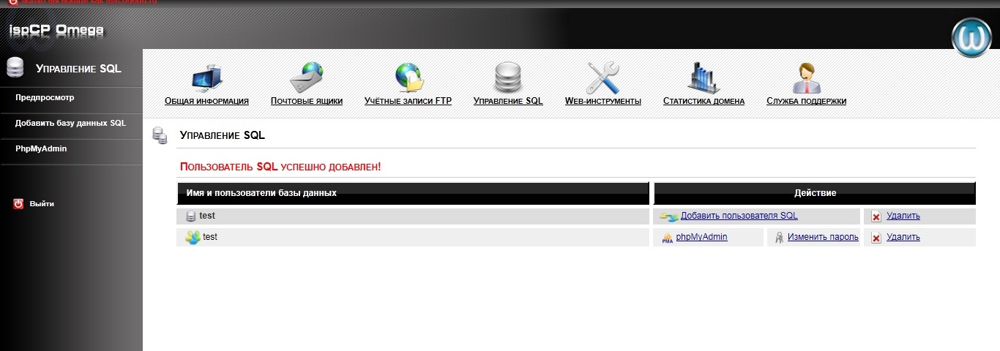 ispCP Omega
Управление SQL
Предпросмотр
Добавить базу данных SQL
PhpMyAdmin
Выйти
Общая информация
Почтовые ящики
Учётные записи FTP
Управление SQL
Web-инструменты
Статистика домена
Служба поддержки
Управление SQL
Пользователь SQL успешно добавлен!
Имя и пользователи базы данных Действие
test Добавить пользователя SQL Удалить
test PMA phpMyAdmin Изменить пароль Удалить